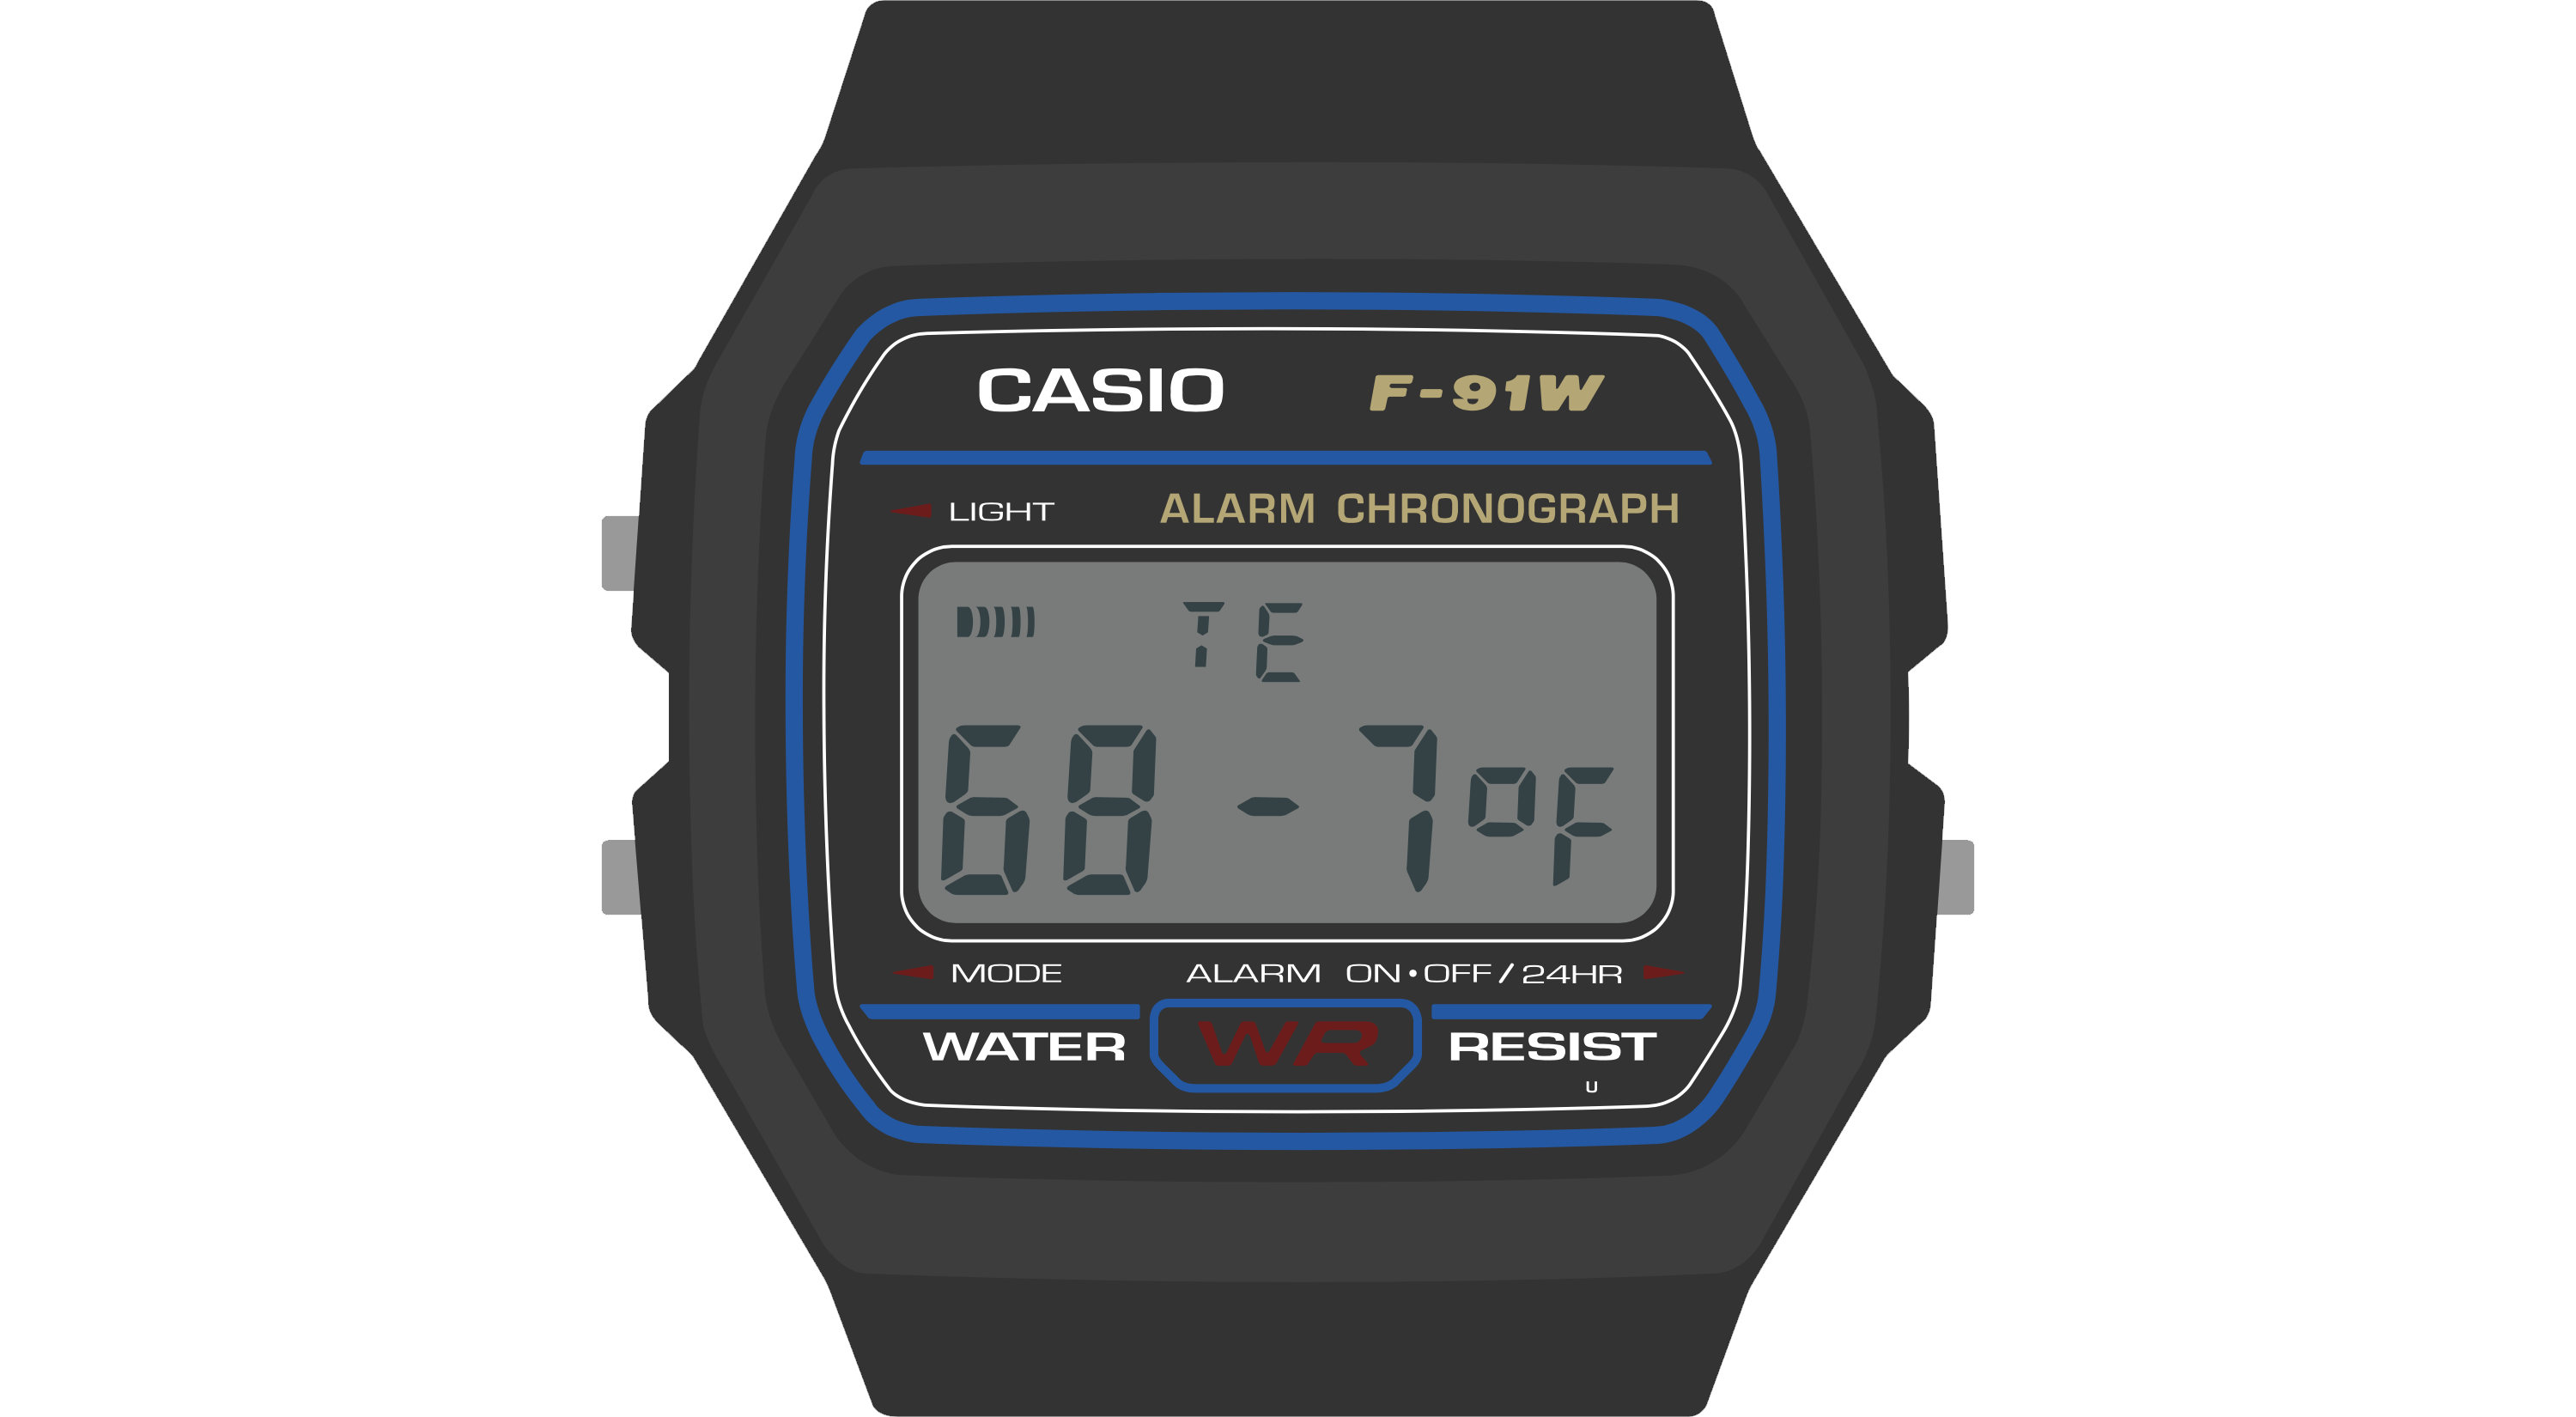 CASIO F-91W
LIGHT ALARM CHRONOGRAPH
TE
68-7°F
MODE ALARM ON•OFF/24HR
WATER WR RESIST
U